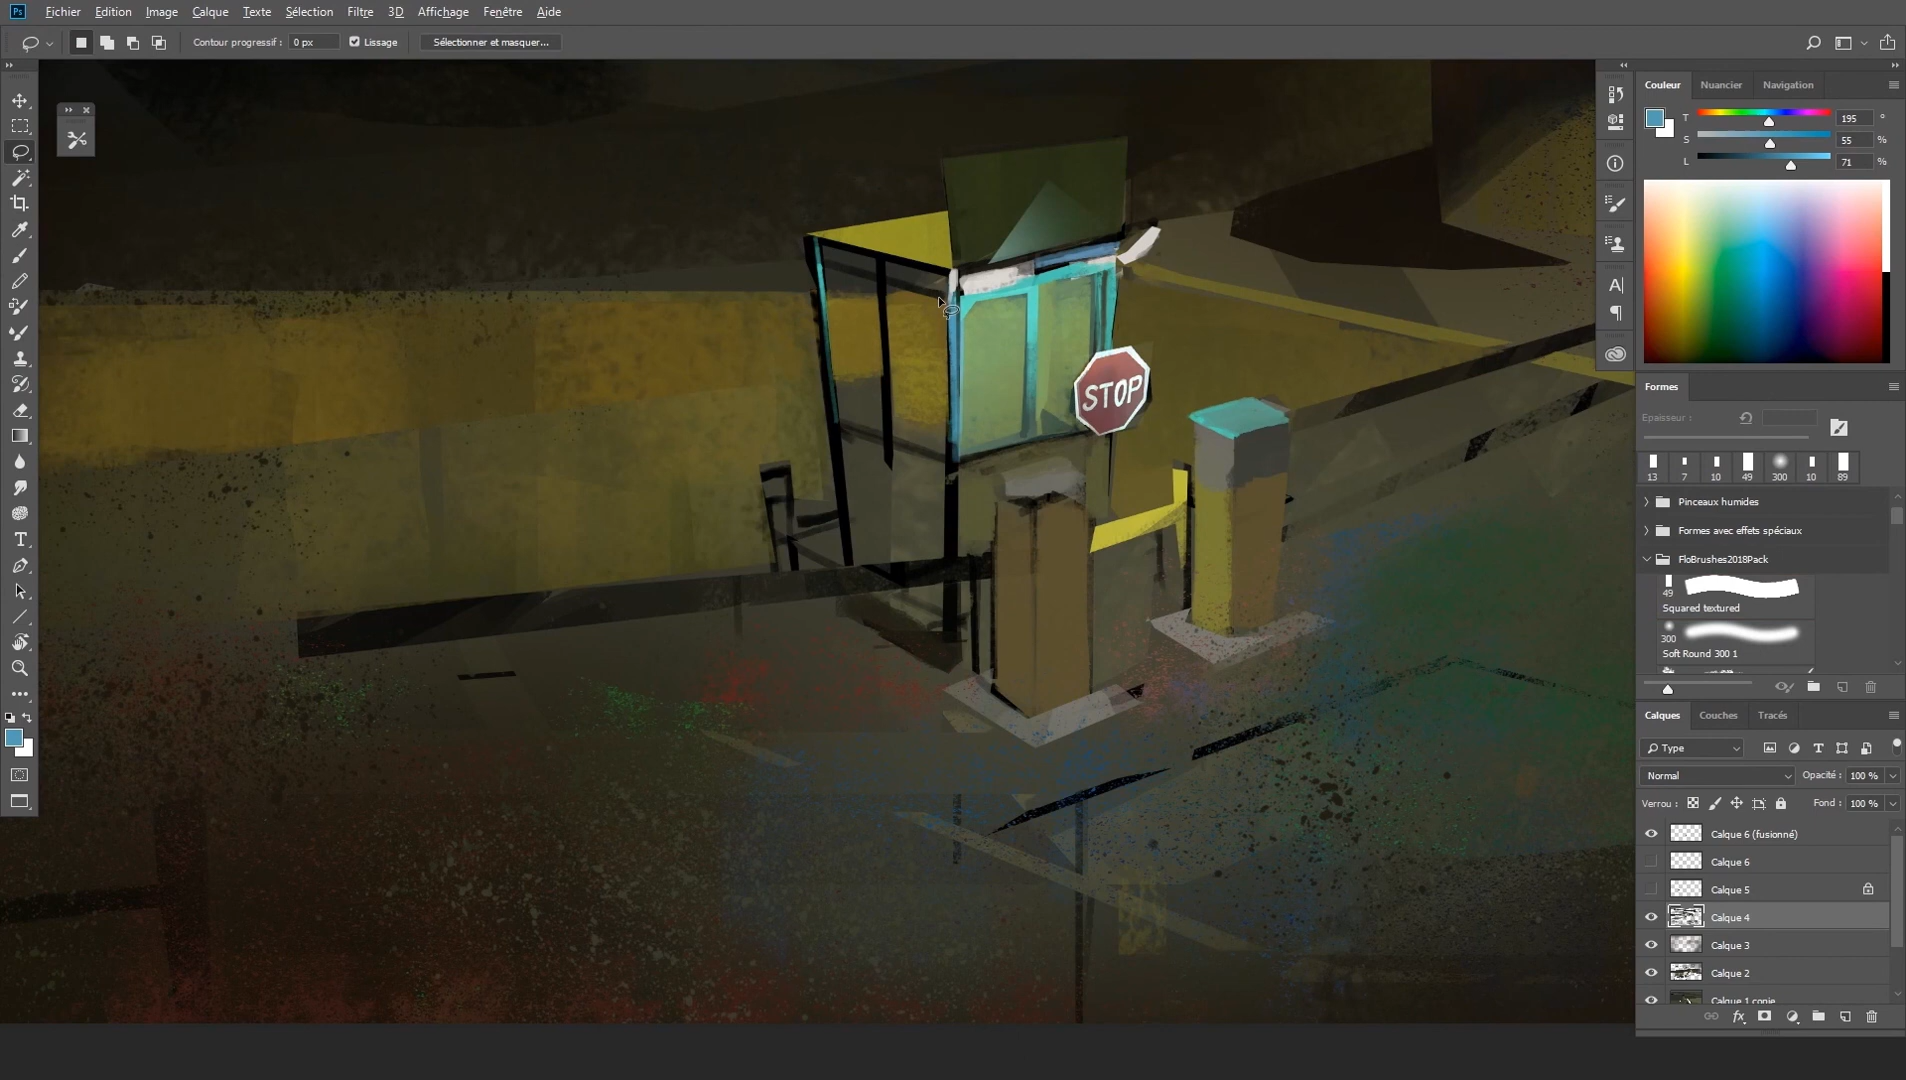 Ps Fichier Edition Image Calque Texte Sélection Filtre 3D Affichage Fenêtre Aide
Contour progressif : 0 px Lissage Sélectionner et masquer...
Couleur Nuancier Navigation
T 195 °
S 55 %
L 71 %
STOP
Formes
Epaisseur :
13 7 10 49 300 10 89
Pinceaux humides
Formes avec effets spéciaux
FloBrushes2018Pack
49
Squared textured
300
Soft Round 300 1
Calques Couches Tracés
Type
Normal Opacité : 100 %
Verrou : Fond : 100 %
Calque 6 (fusionné)
Calque 6
Calque 5
Calque 4
Calque 3
Calque 2
Calque 1 copie
fx